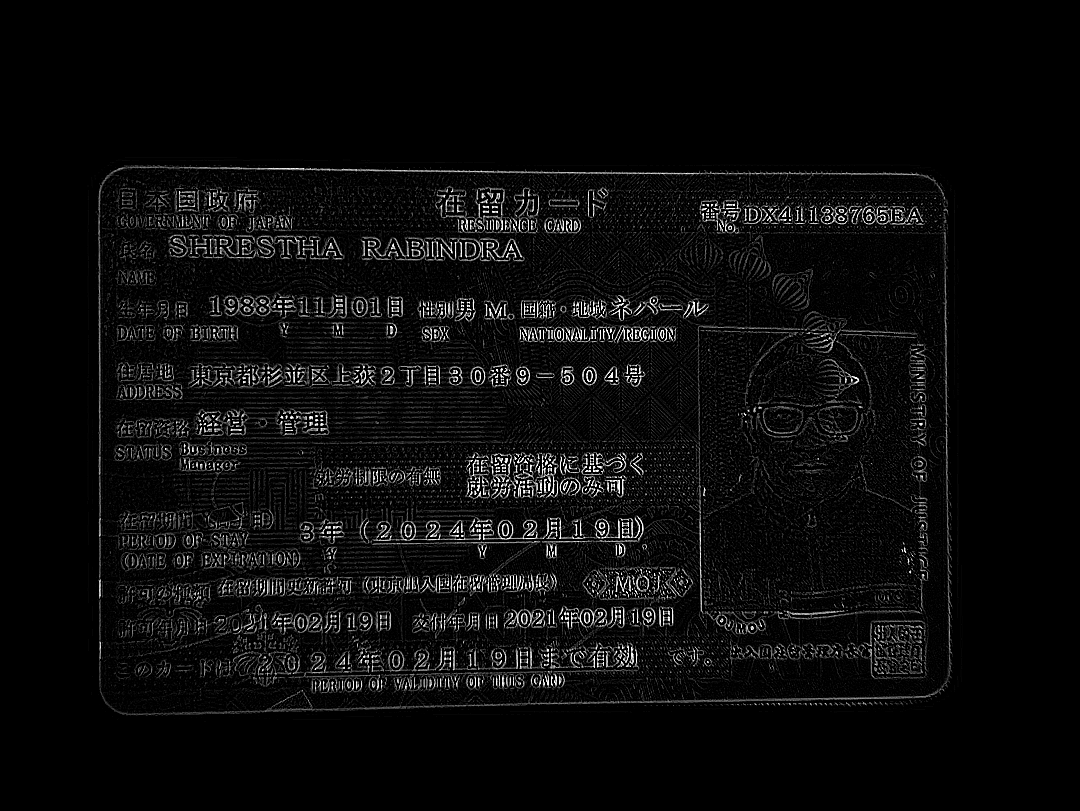 日本国政府 在留カード 番号 DX41138765EA
GOVERNMENT OF JAPAN RESIDENCE CARD No.
氏名 SHRESTHA RABINDRA
NAME
生年月日 1988年11月01日 性別 男 M. 国籍・地域 ネパール
DATE OF BIRTH Y M D SEX NATIONALITY/REGION
住居地 東京都杉並区上荻2丁目30番9－504号
ADDRESS
在留資格 経営・管理
STATUS Business Manager
就労制限の有無 在留資格に基づく
就労活動のみ可
在留期間(満了日) 3年(2024年02月19日)
PERIOD OF STAY Y Y M D
(DATE OF EXPIRATION)
許可の種類 在留期間更新許可(東京出入国在留管理局長) MOK
許可年月日 2021年02月19日 交付年月日 2021年02月19日
このカードは 2024年02月19日まで有効 です。
PERIOD OF VALIDITY OF THIS CARD
MINISTRY OF JUSTICE
MOJ MOJ